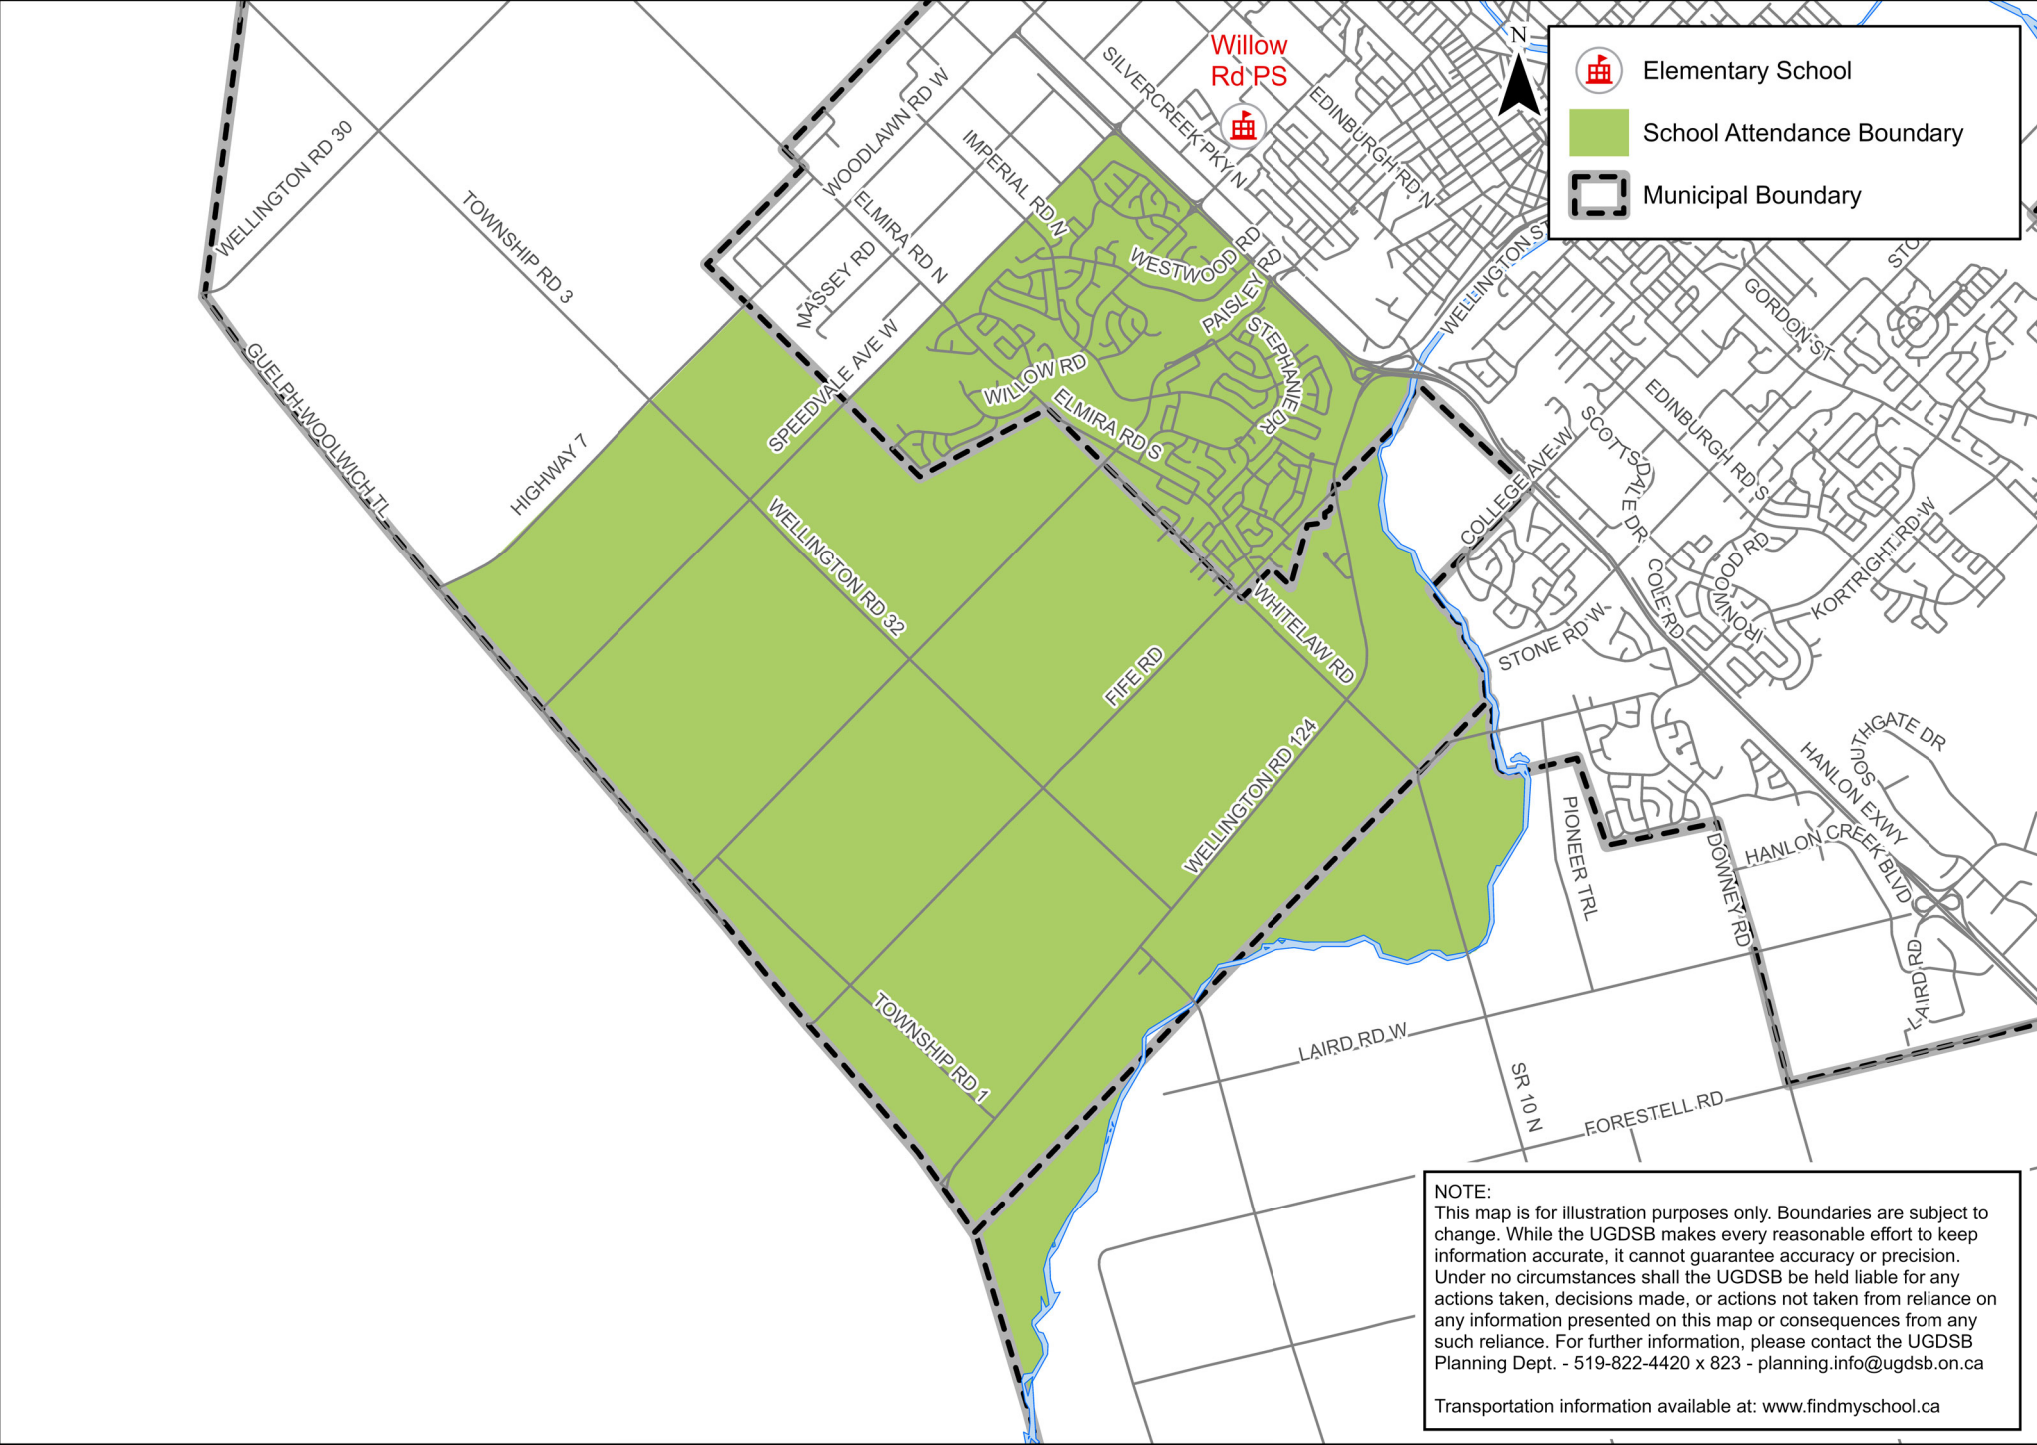 Willow
Rd PS
N
Elementary School
School Attendance Boundary
Municipal Boundary
WELLINGTON RD 30
TOWNSHIP RD 3
WOODLAWN RD W
SILVERCREEK PKY N
EDINBURGH RD N
IMPERIAL RD N
ELMIRA RD N
MASSEY RD
WESTWOOD RD
PAISLEY RD
WELLINGTON ST
STO
GORDON ST
STEPHANIE DR
SPEEDVALE AVE W
WILLOW RD
ELMIRA RD S
GUELPH-WOOLWICH TL
HIGHWAY 7
WELLINGTON RD 32
COLLEGE AVE W
SCOTTSDALE DR
EDINBURGH RD S
KORTRIGHT RD W
IRONWOOD RD
COLE RD
STONE RD W
WHITELAW RD
FIFE RD
WELLINGTON RD 124
SOUTHGATE DR
HANLON EXWY
HANLON CREEK BLVD
PIONEER TRL
DOWNEY RD
LAIRD RD
TOWNSHIP RD 1
LAIRD RD W
SR 10 N
FORESTELL RD
NOTE:
This map is for illustration purposes only. Boundaries are subject to
change. While the UGDSB makes every reasonable effort to keep
information accurate, it cannot guarantee accuracy or precision.
Under no circumstances shall the UGDSB be held liable for any
actions taken, decisions made, or actions not taken from reliance on
any information presented on this map or consequences from any
such reliance. For further information, please contact the UGDSB
Planning Dept. - 519-822-4420 x 823 - planning.info@ugdsb.on.ca
Transportation information available at: www.findmyschool.ca